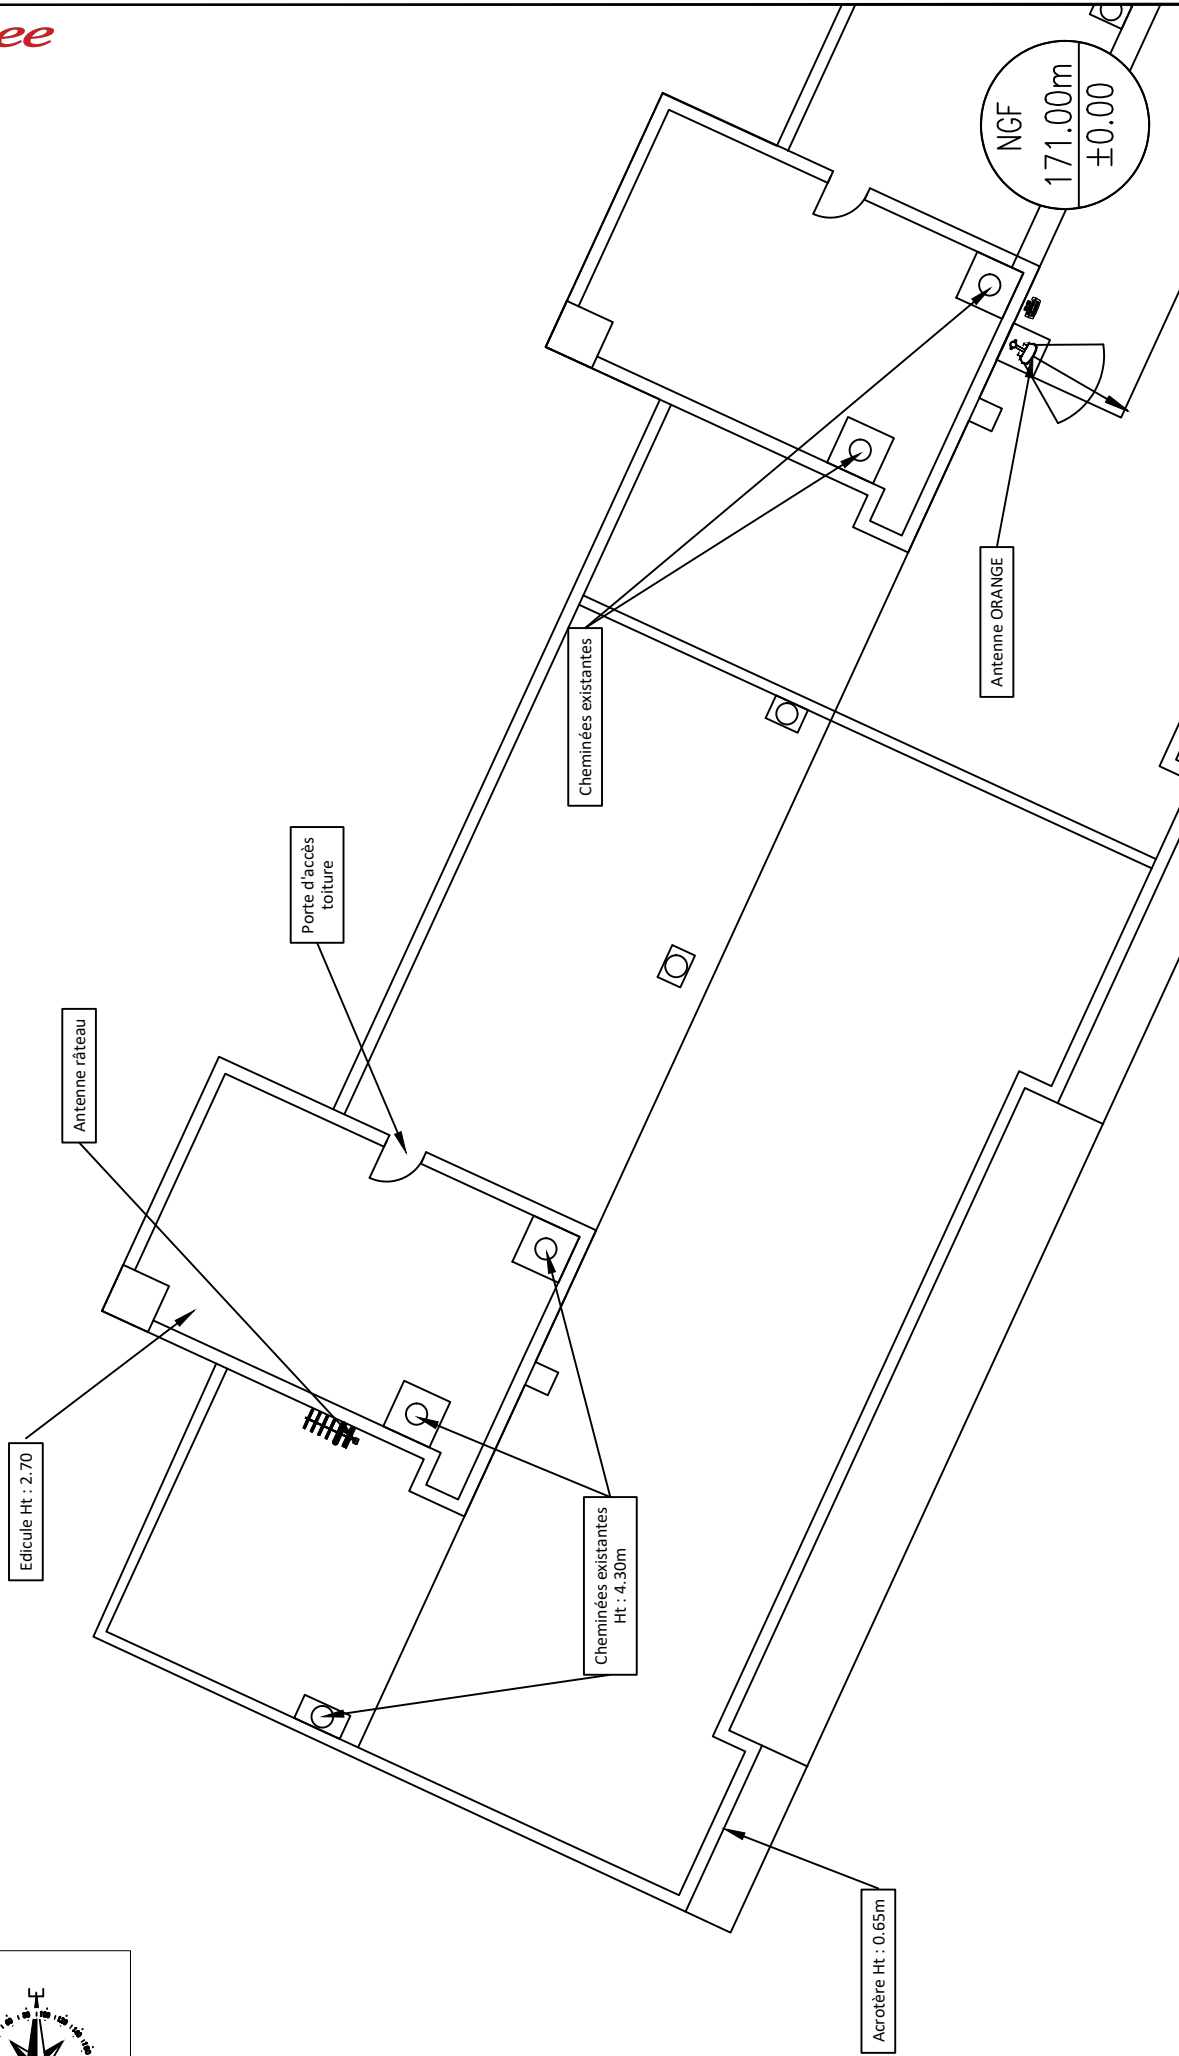 ee
NGF
171.00m
±0.00
Cheminées existantes
Antenne ORANGE
Porte d'accès
toiture
Antenne râteau
Edicule Ht : 2.70
Cheminées existantes
Ht : 4.30m
Acrotère Ht : 0.65m
E